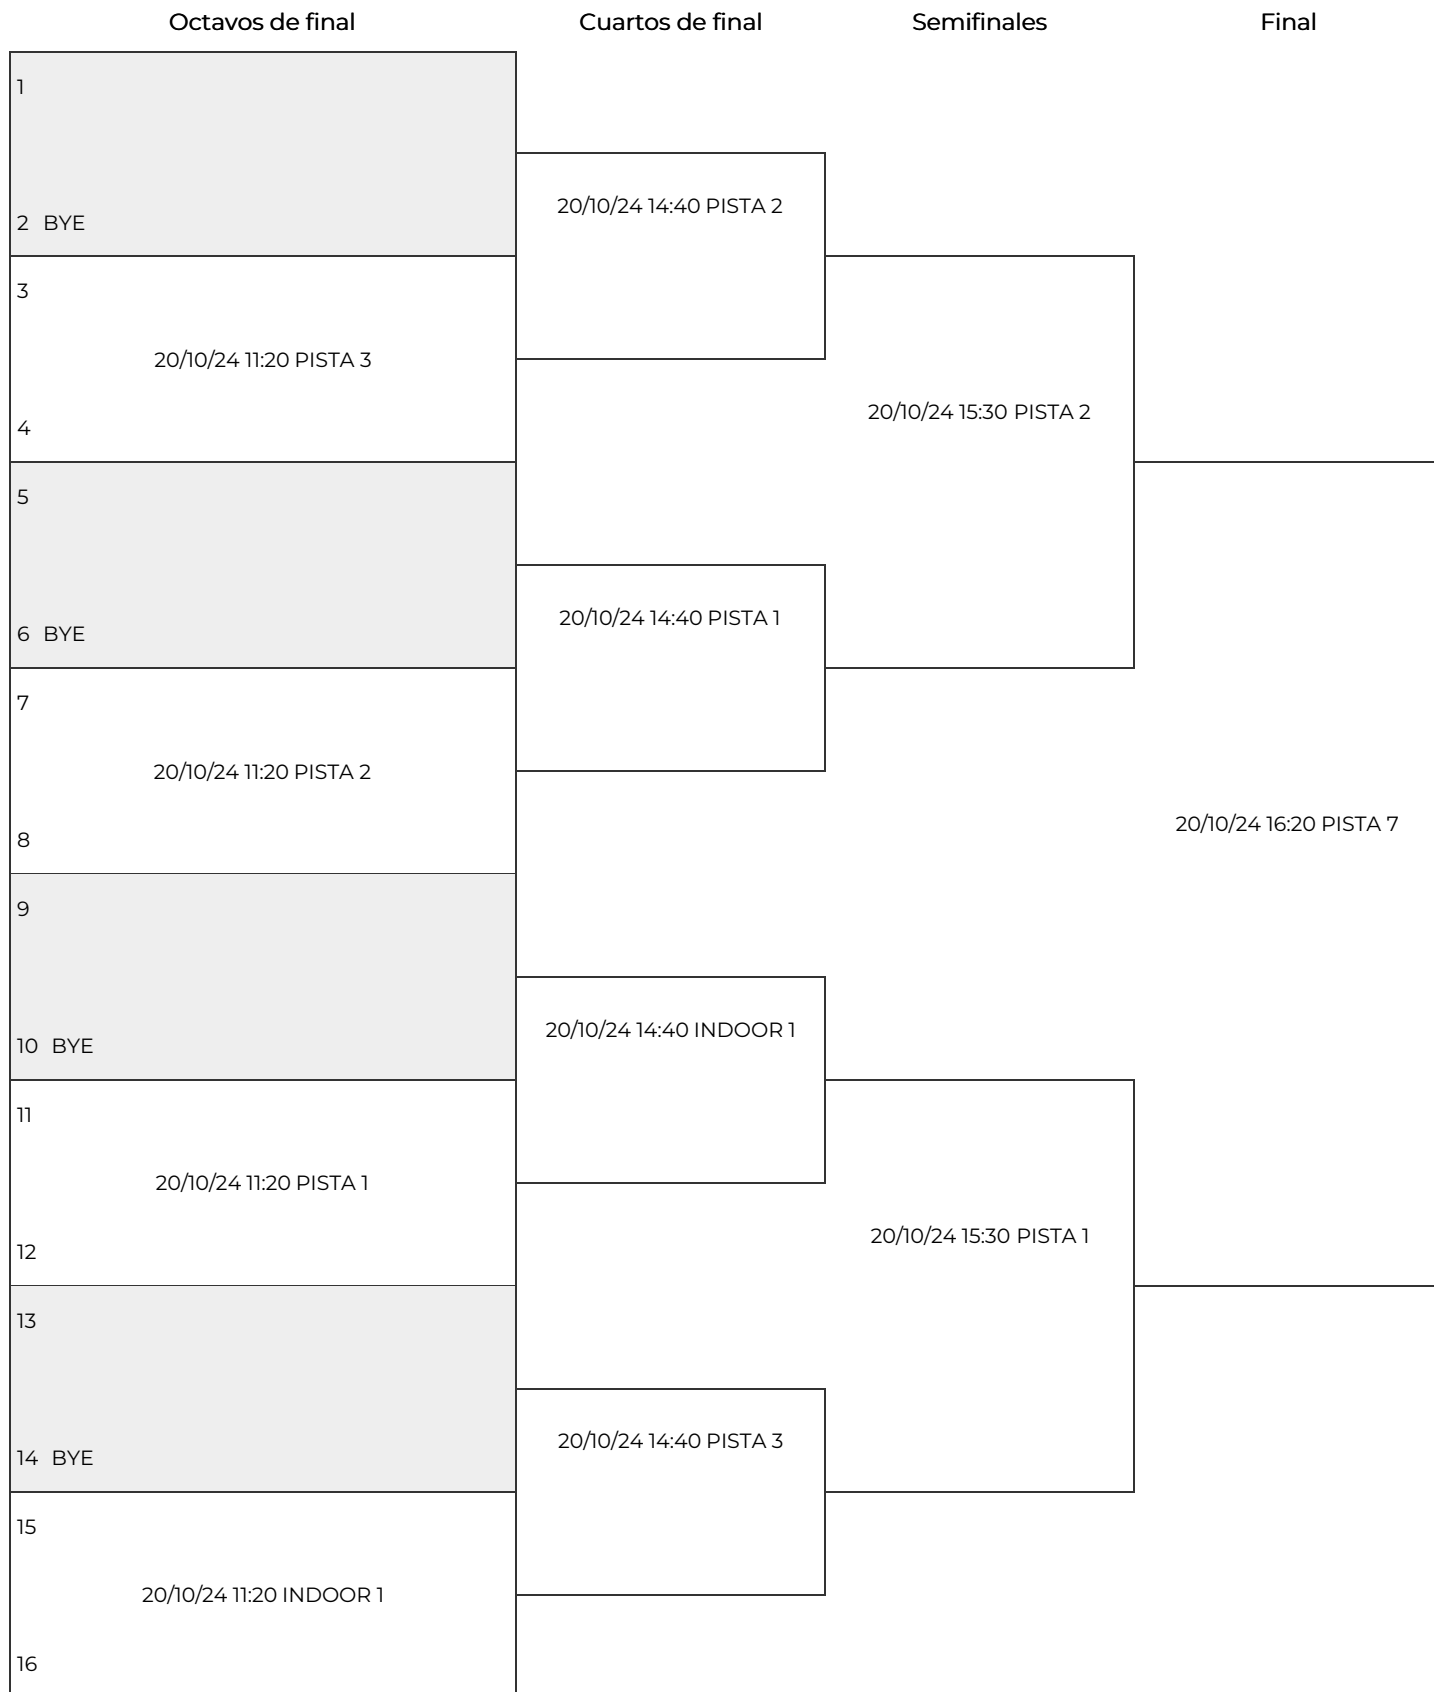 Octavos de final
Cuartos de final
Semifinales
Final
1
2 BYE
3
20/10/24 11:20 PISTA 3
4
5
6 BYE
7
20/10/24 11:20 PISTA 2
8
9
10 BYE
11
20/10/24 11:20 PISTA 1
12
13
14 BYE
15
20/10/24 11:20 INDOOR 1
16
20/10/24 14:40 PISTA 2
20/10/24 14:40 PISTA 1
20/10/24 14:40 INDOOR 1
20/10/24 14:40 PISTA 3
20/10/24 15:30 PISTA 2
20/10/24 15:30 PISTA 1
20/10/24 16:20 PISTA 7